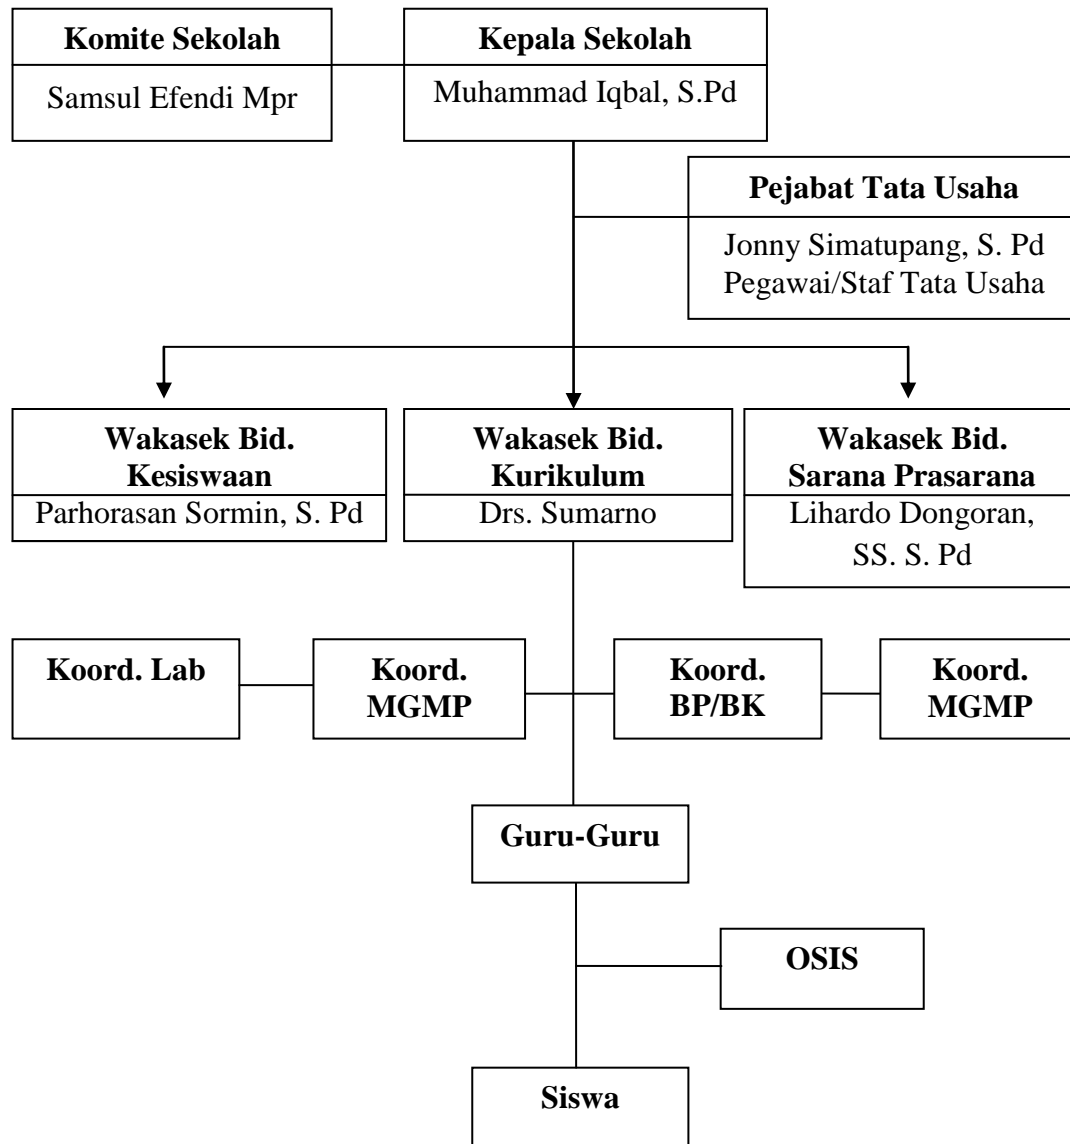 Komite Sekolah
Samsul Efendi Mpr
Kepala Sekolah
Muhammad Iqbal, S.Pd
Pejabat Tata Usaha
Jonny Simatupang, S. Pd
Pegawai/Staf Tata Usaha
Wakasek Bid.
Kesiswaan
Parhorasan Sormin, S. Pd
Wakasek Bid.
Kurikulum
Drs. Sumarno
Wakasek Bid.
Sarana Prasarana
Lihardo Dongoran,
SS. S. Pd
Koord. Lab
Koord.
MGMP
Koord.
BP/BK
Koord.
MGMP
Guru-Guru
OSIS
Siswa